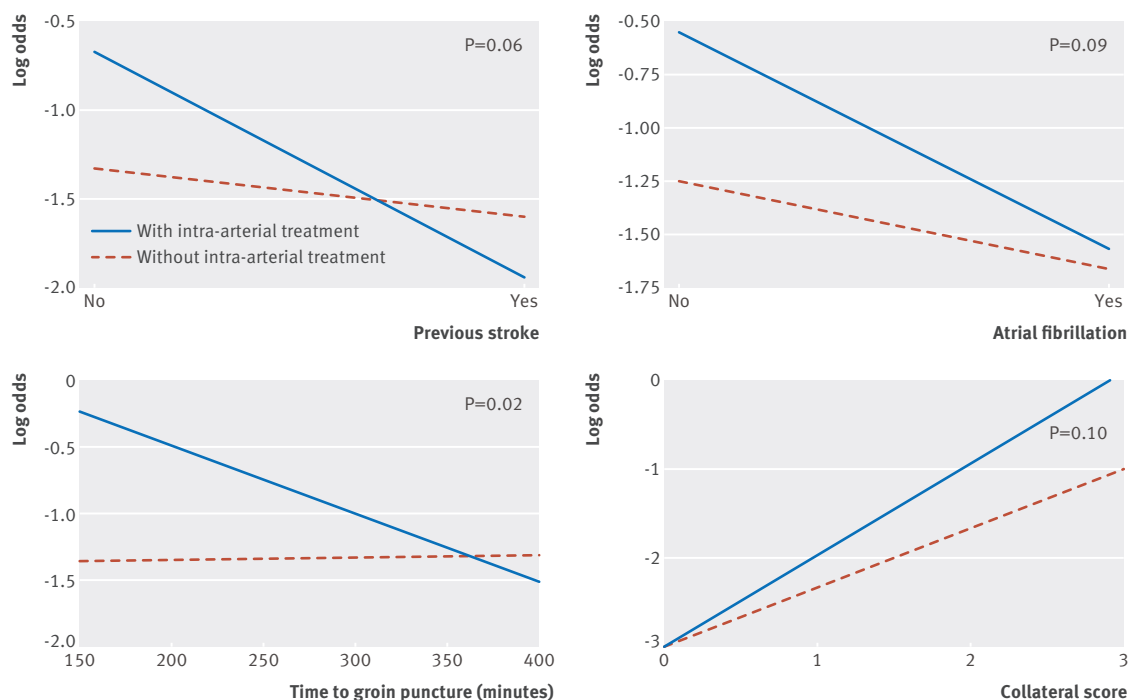 Log odds
-0.5
-1.0
-1.5
-2.0
P=0.06
With intra-arterial treatment
Without intra-arterial treatment
No
Yes
Previous stroke
Log odds
-0.50
-0.75
-1.00
-1.25
-1.50
-1.75
P=0.09
No
Yes
Atrial fibrillation
Log odds
0
-0.5
-1.0
-1.5
-2.0
P=0.02
150
200
250
300
350
400
Time to groin puncture (minutes)
Log odds
0
-1
-2
-3
P=0.10
0
1
2
3
Collateral score